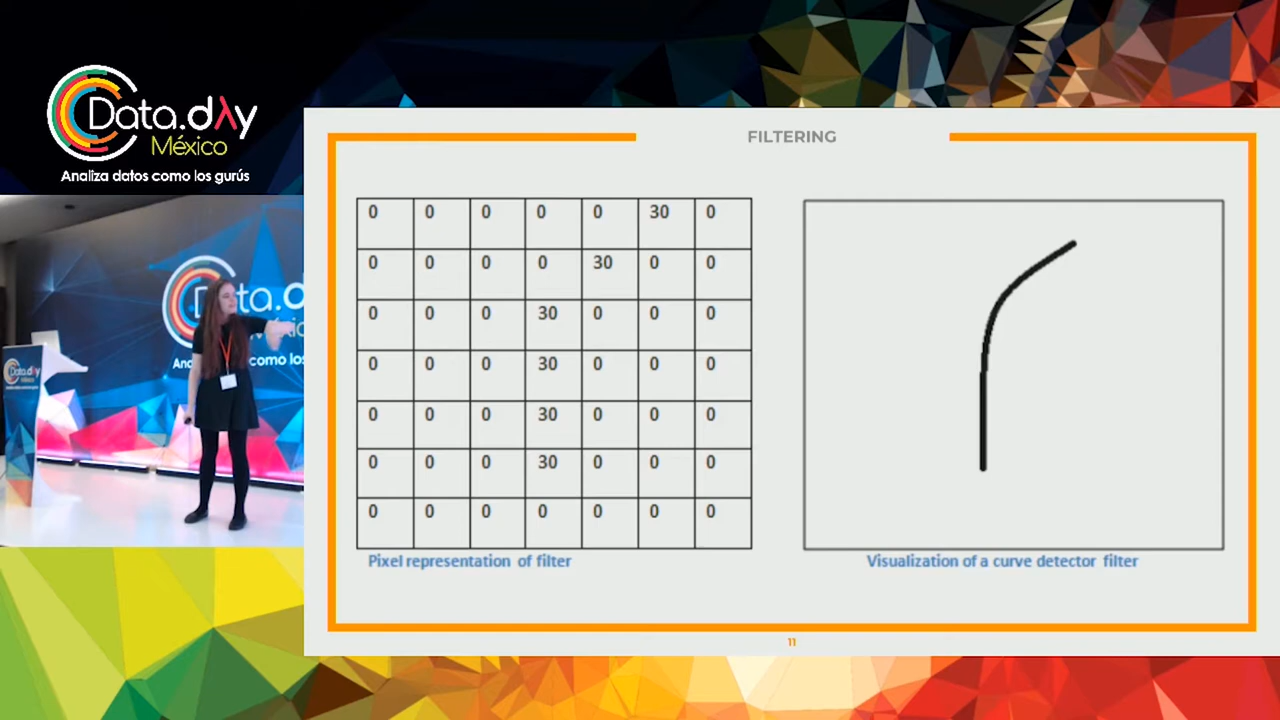 Data.dλy
México
Analiza datos como los gurús
FILTERING
0 0 0 0 0 30 0
0 0 0 0 30 0 0
0 0 0 30 0 0 0
0 0 0 30 0 0 0
0 0 0 30 0 0 0
0 0 0 30 0 0 0
0 0 0 0 0 0 0
Pixel representation of filter
Visualization of a curve detector filter
11